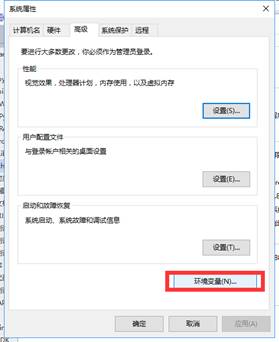 系统属性
计算机名 硬件 高级 系统保护 远程
要进行大多数更改，你必须作为管理员登录。
性能
视觉效果，处理器计划，内存使用，以及虚拟内存
设置(S)...
用户配置文件
与登录帐户相关的桌面设置
设置(E)...
启动和故障恢复
系统启动、系统故障和调试信息
设置(T)...
环境变量(N)...
确定 取消 应用(A)